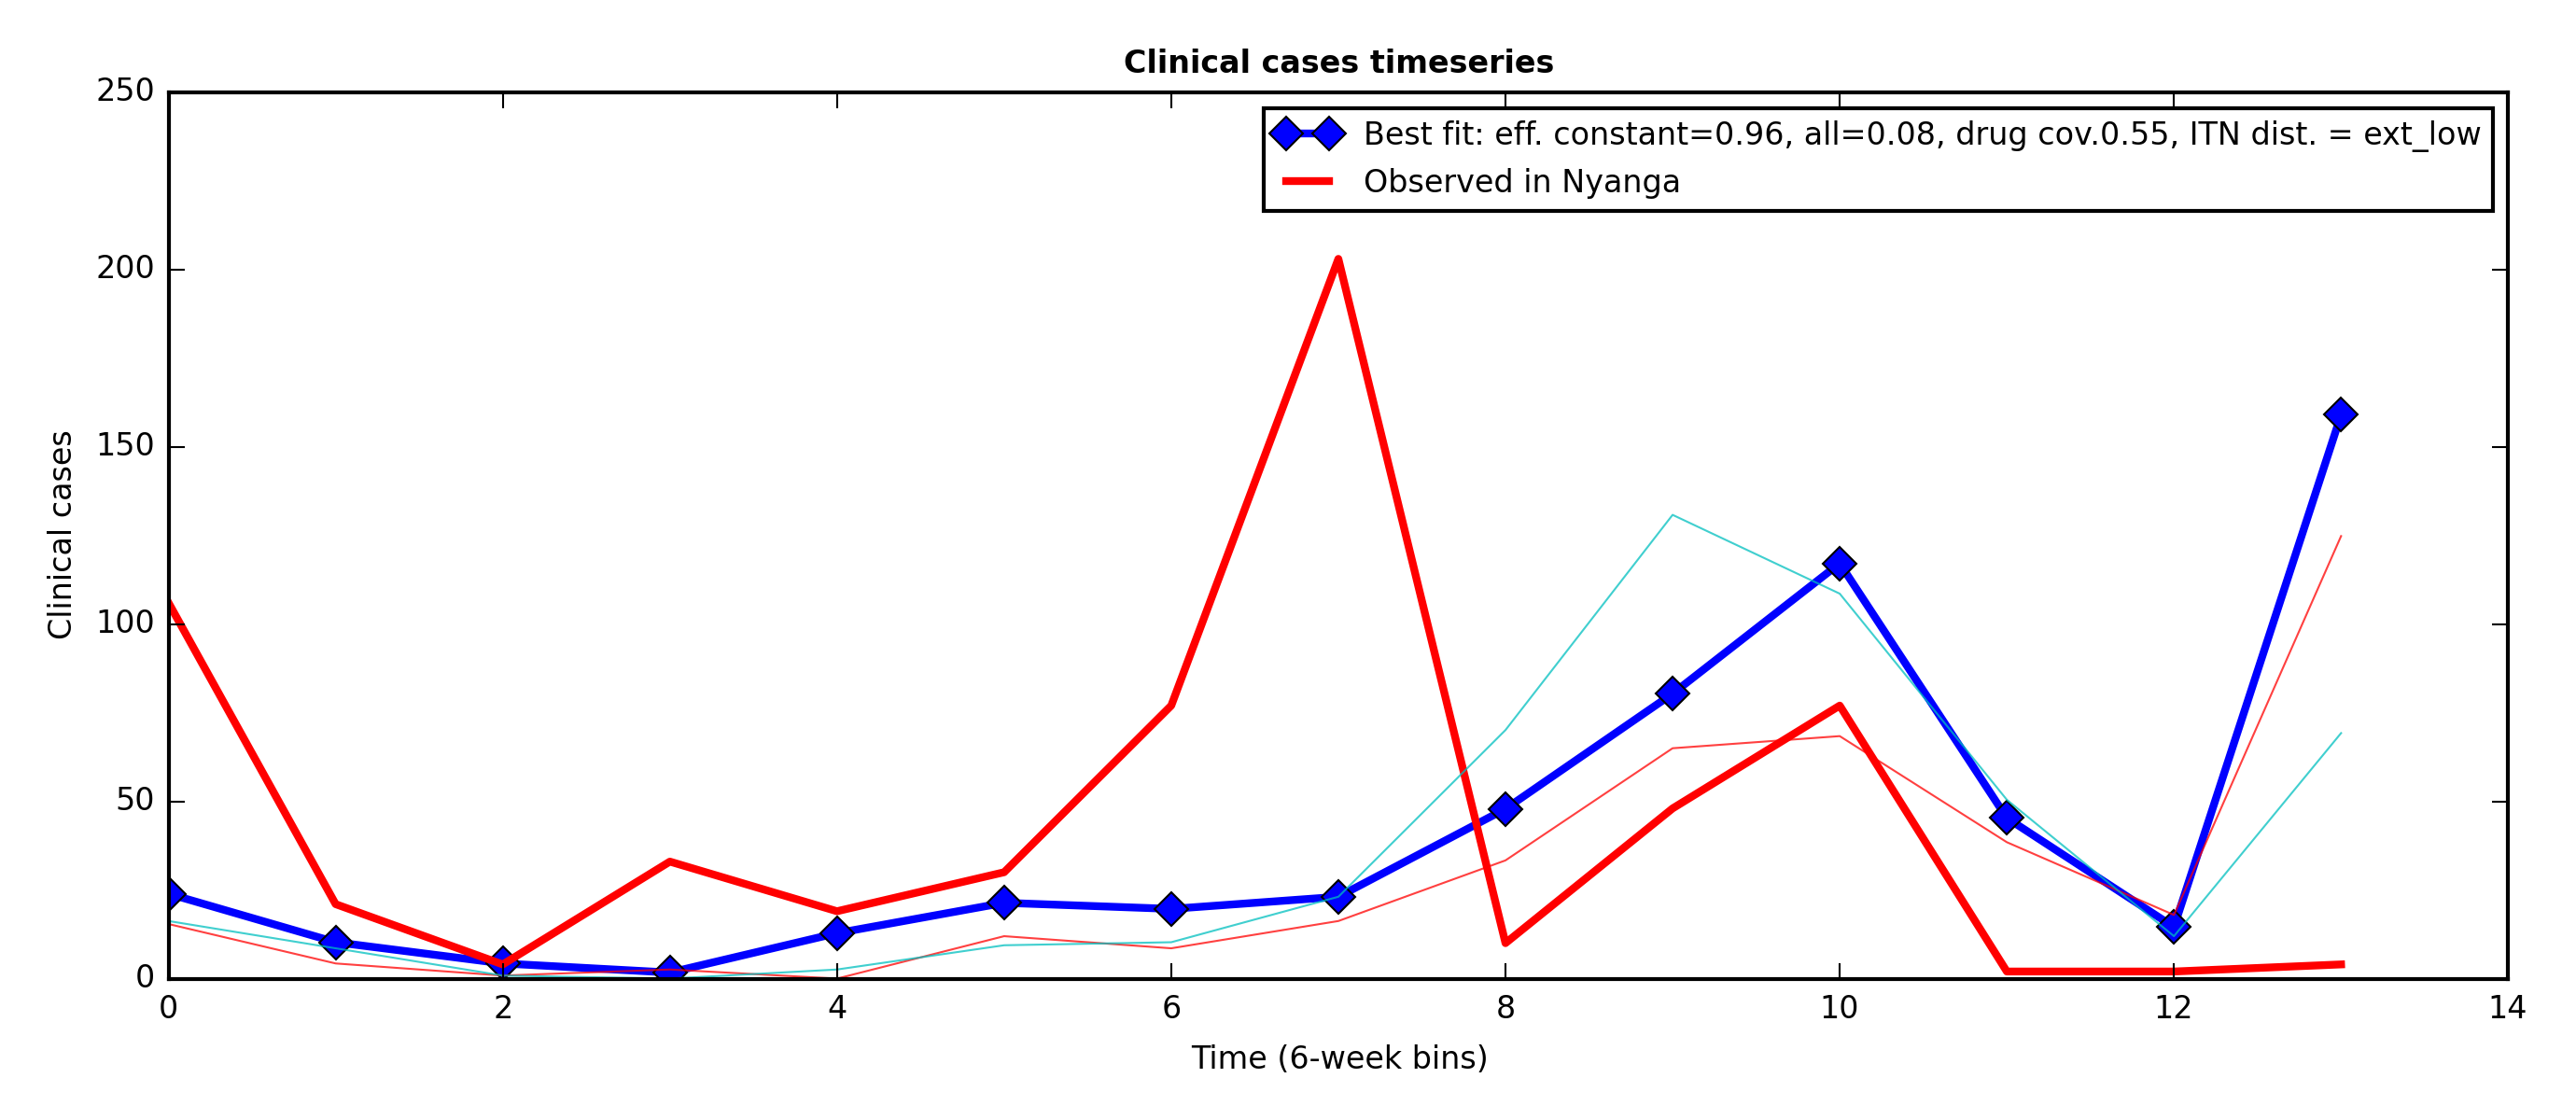 Clinical cases timeseries
Best fit: eff. constant=0.96, all=0.08, drug cov.0.55, ITN dist. = ext_low
Observed in Nyanga
250
200
150
100
50
0
Clinical cases
0 2 4 6 8 10 12 14
Time (6-week bins)